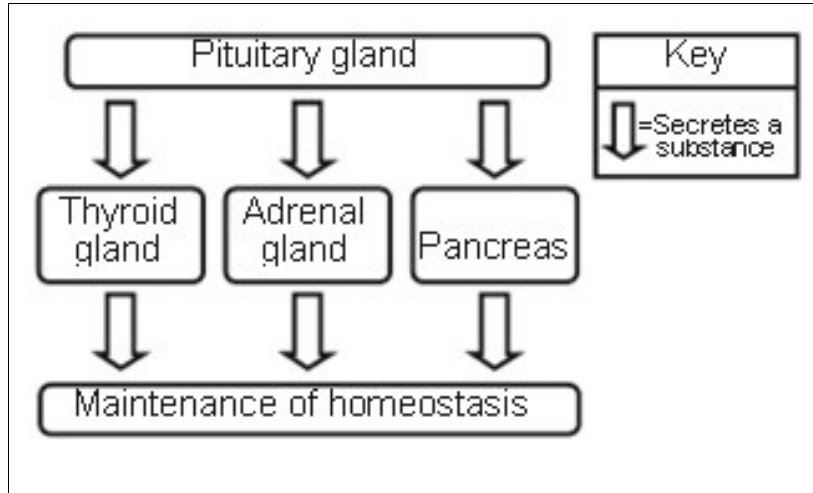 Pituitary gland
Key
=Secretes a
substance
Thyroid
gland
Adrenal
gland
Pancreas
Maintenance of homeostasis